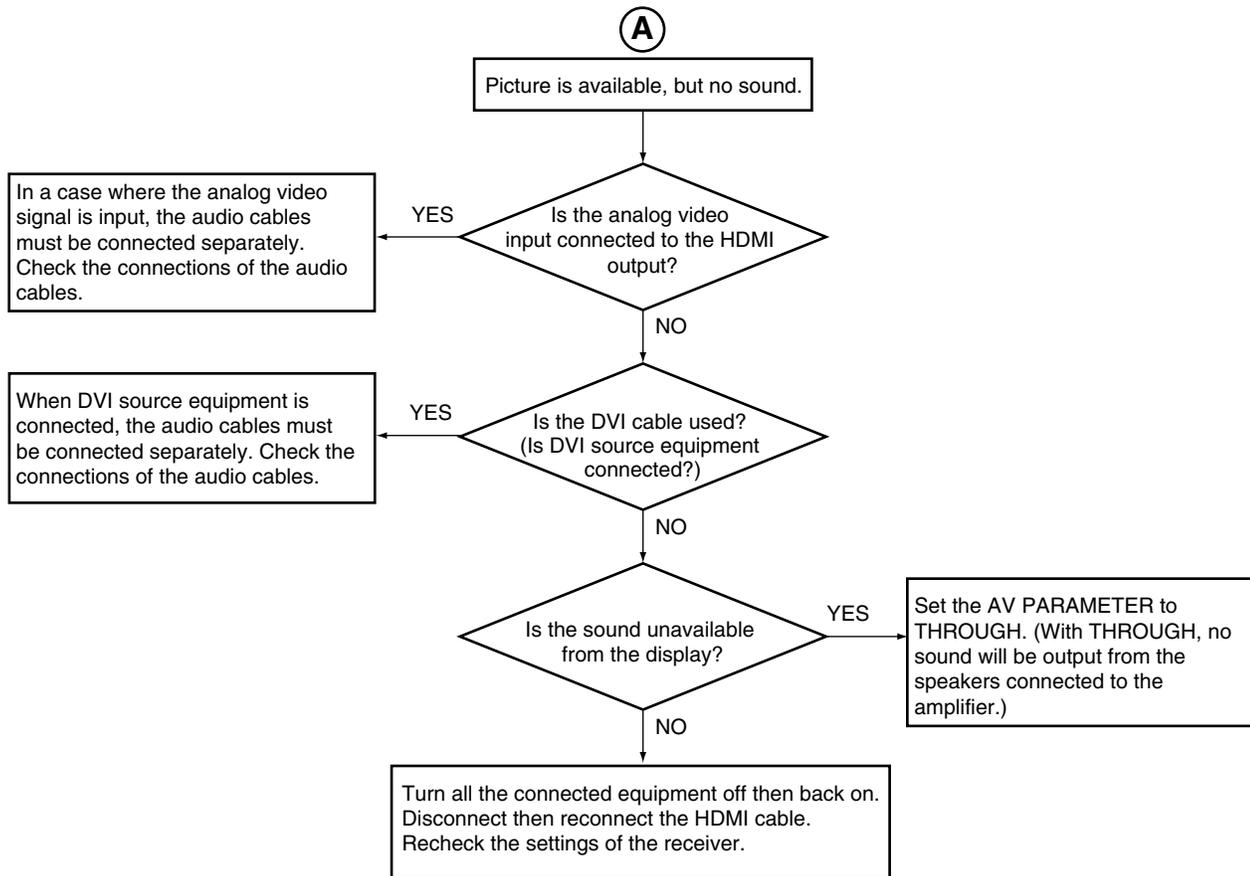 A
Picture is available, but no sound.
In a case where the analog video
signal is input, the audio cables
must be connected separately.
Check the connections of the audio
cables.
YES
Is the analog video
input connected to the HDMI
output?
NO
When DVI source equipment is
connected, the audio cables must
be connected separately. Check the
connections of the audio cables.
YES
Is the DVI cable used?
(Is DVI source equipment
connected?)
NO
Is the sound unavailable
from the display?
YES
Set the AV PARAMETER to
THROUGH. (With THROUGH, no
sound will be output from the
speakers connected to the
amplifier.)
NO
Turn all the connected equipment off then back on.
Disconnect then reconnect the HDMI cable.
Recheck the settings of the receiver.